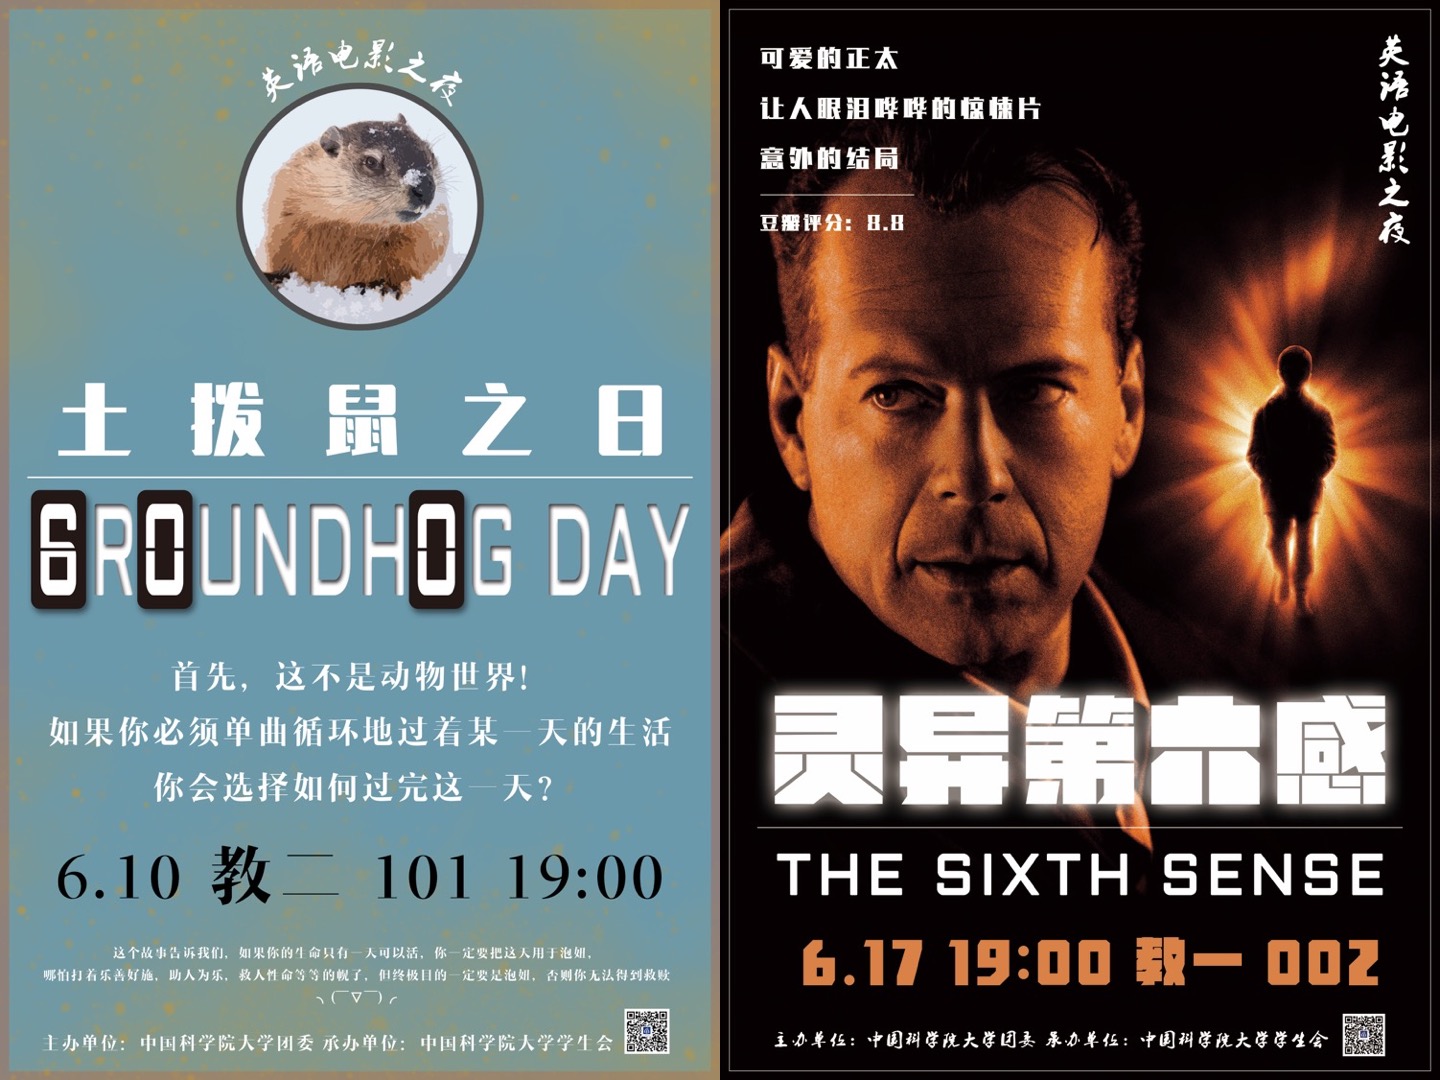 英语电影之夜
土拨鼠之日
GROUNDHOG DAY
首先，这不是动物世界！
如果你必须单曲循环地过着某一天的生活
你会选择如何过完这一天？
6.10 教二 101 19:00
这个故事告诉我们，如果你的生命只有一天可以活，你一定要把这天用于泡妞，
哪怕打着乐善好施，助人为乐，救人性命等等的幌子，但终极目的一定要是泡妞，否则你无法得到救赎
╮(￣▽￣)╭
主办单位：中国科学院大学团委 承办单位：中国科学院大学学生会
可爱的正太
让人眼泪哗哗的惊悚片
意外的结局
豆瓣评分：8.8
英语电影之夜
灵异第六感
THE SIXTH SENSE
6.17 19:00 教一 002
主办单位：中国科学院大学团委 承办单位：中国科学院大学学生会